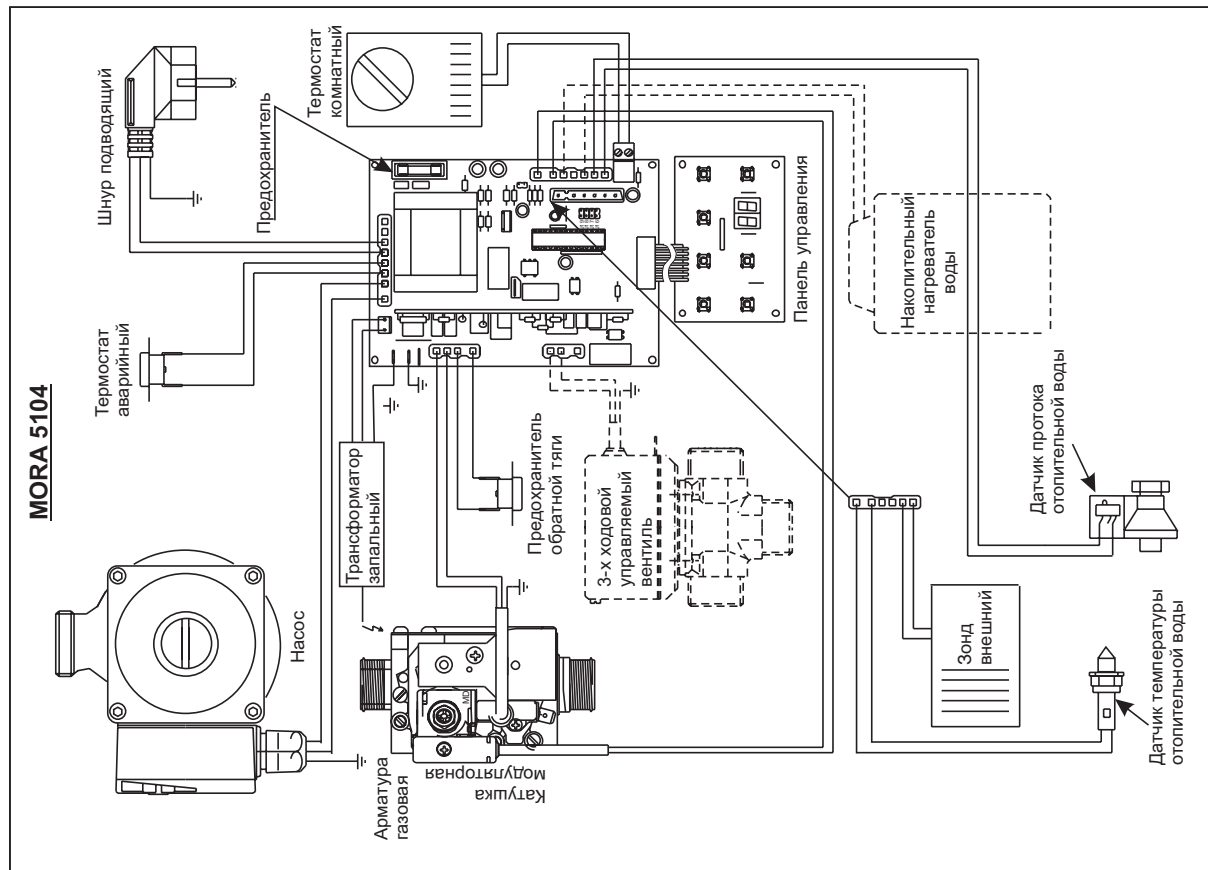 MORA 5104
Шнур подводящий
Предохранитель
Термостат
комнатный
Термостат
аварийный
Трансформатор
запальный
Насос
Предохранитель
обратной тяги
3-х ходовой
управляемый
вентиль
Панель управления
Накопительный
нагреватель
воды
Арматура
газовая
Катушка
модуляторная
MD
Датчик протока
отопительной воды
Зонд
внешний
Датчик температуры
отопительной воды